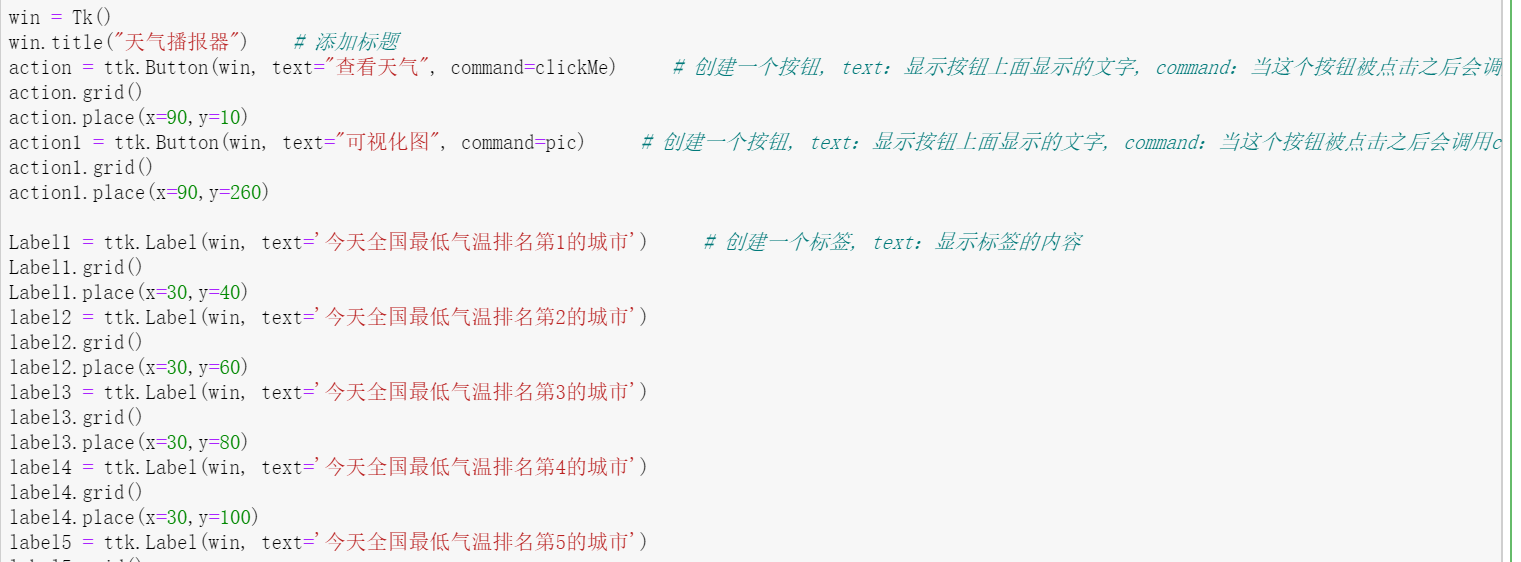 win = Tk()
win.title("天气播报器")    # 添加标题
action = ttk.Button(win, text="查看天气", command=clickMe)     # 创建一个按钮, text：显示按钮上面显示的文字, command：当这个按钮被点击之后会调
action.grid()
action.place(x=90,y=10)
action1 = ttk.Button(win, text="可视化图", command=pic)     # 创建一个按钮, text：显示按钮上面显示的文字, command：当这个按钮被点击之后会调用c
action1.grid()
action1.place(x=90,y=260)

Label1 = ttk.Label(win, text='今天全国最低气温排名第1的城市')     # 创建一个标签, text：显示标签的内容
Label1.grid()
Label1.place(x=30,y=40)
label2 = ttk.Label(win, text='今天全国最低气温排名第2的城市')
label2.grid()
label2.place(x=30,y=60)
label3 = ttk.Label(win, text='今天全国最低气温排名第3的城市')
label3.grid()
label3.place(x=30,y=80)
label4 = ttk.Label(win, text='今天全国最低气温排名第4的城市')
label4.grid()
label4.place(x=30,y=100)
label5 = ttk.Label(win, text='今天全国最低气温排名第5的城市')